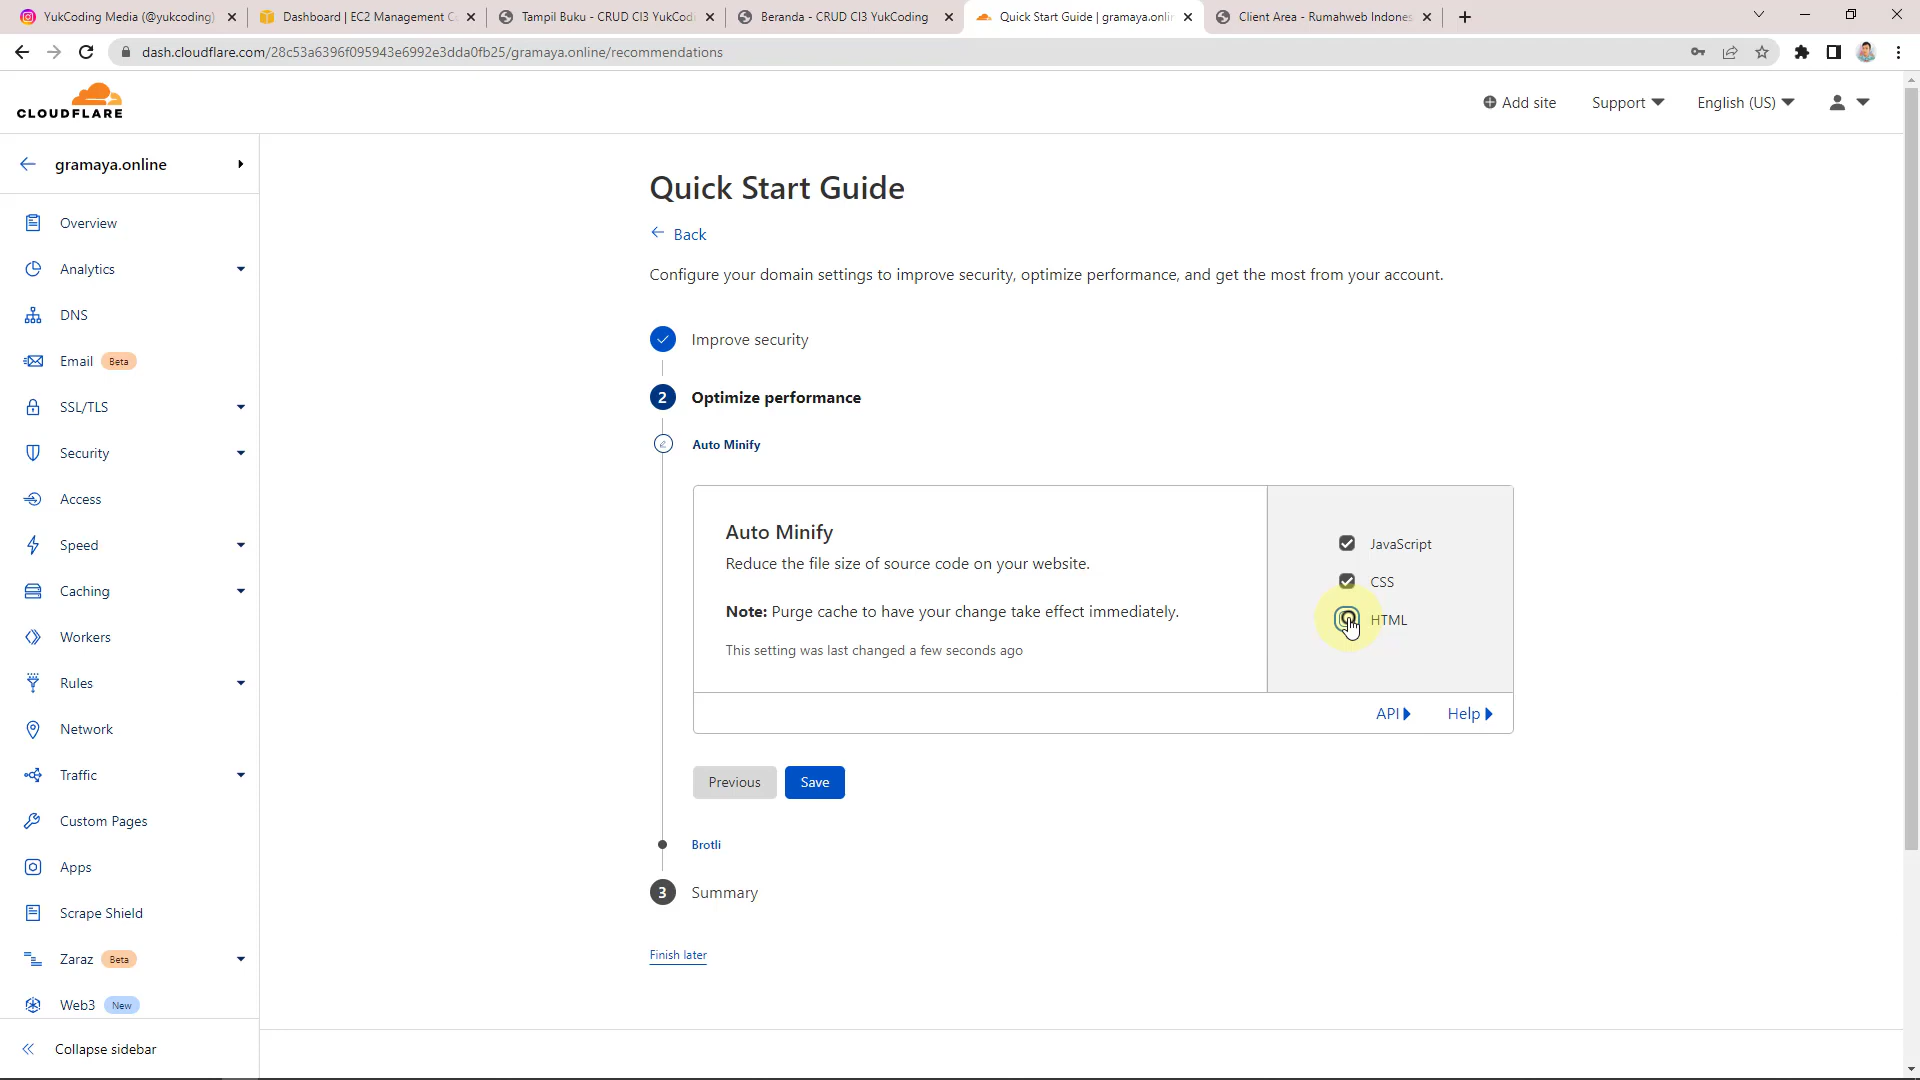 YukCoding Media (@yukcoding)
Dashboard | EC2 Management C
Tampil Buku - CRUD CI3 YukCodi
Beranda - CRUD CI3 YukCoding
Quick Start Guide | gramaya.onlin
Client Area - Rumahweb Indones
dash.cloudflare.com/28c53a6396f095943e6992e3dda0fb25/gramaya.online/recommendations
CLOUDFLARE
Add site
Support
English (US)
gramaya.online
Overview
Analytics
DNS
Email Beta
SSL/TLS
Security
Access
Speed
Caching
Workers
Rules
Network
Traffic
Custom Pages
Apps
Scrape Shield
Zaraz Beta
Web3 New
Collapse sidebar
Quick Start Guide
Back
Configure your domain settings to improve security, optimize performance, and get the most from your account.
Improve security
2 Optimize performance
Auto Minify
Auto Minify
Reduce the file size of source code on your website.
Note: Purge cache to have your change take effect immediately.
This setting was last changed a few seconds ago
JavaScript
CSS
HTML
API
Help
Previous
Save
Brotli
3 Summary
Finish later